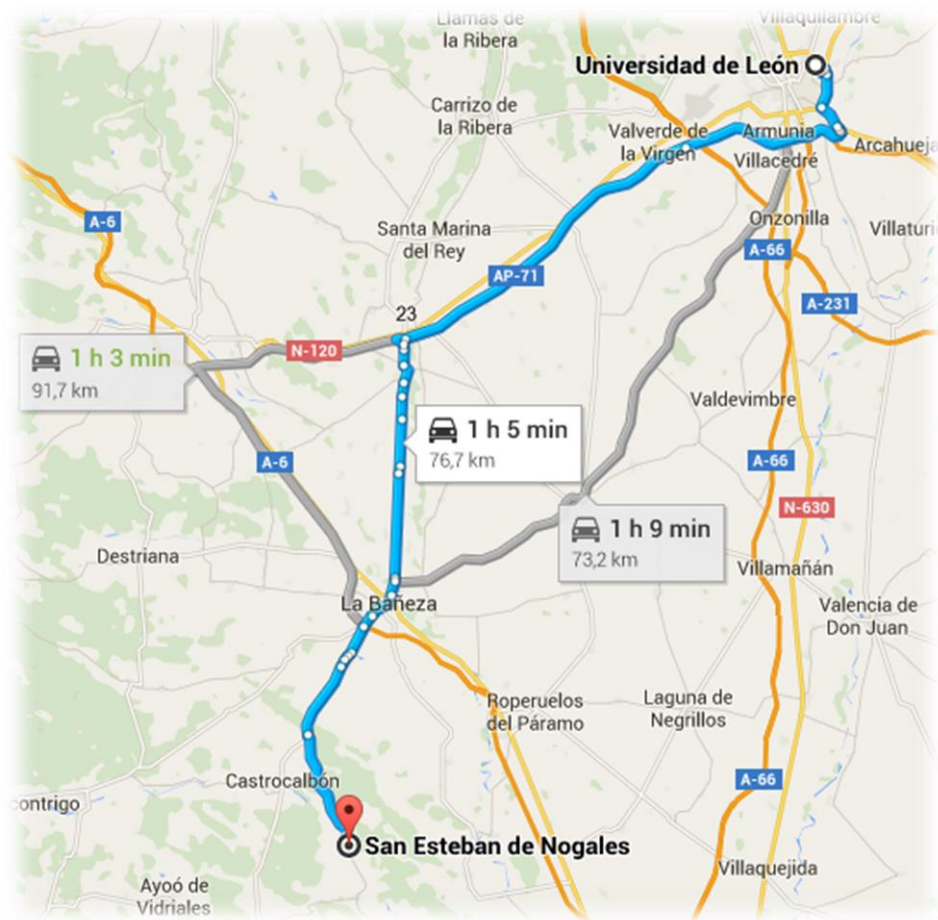 Llamas de
la Ribera
Villaquilambre
Universidad de León
Carrizo de
la Ribera
Valverde de
la Virgen
Armunia
Arcahueja
Villacedré
A-6
Santa Marina
del Rey
Onzonilla
Villaturi
A-66
AP-71
A-231
23
N-120
1 h 3 min
91,7 km
Valdevimbre
1 h 5 min
76,7 km
A-6
A-66
N-630
1 h 9 min
73,2 km
Destriana
Villamañán
La Bañeza
Valencia de
Don Juan
Roperuelos
del Páramo
Laguna de
Negrillos
Castrocalbón
A-66
contrigo
San Esteban de Nogales
Villaquejida
Ayoó de
Vidriales